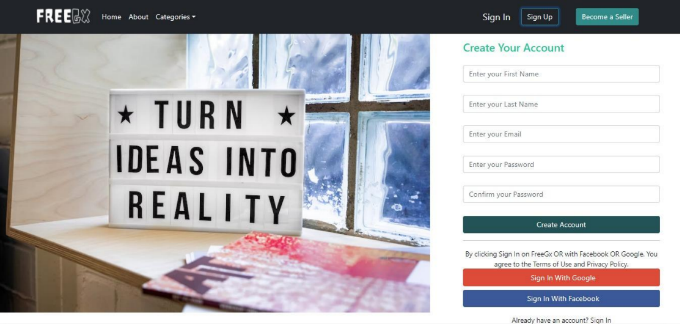 FREEGX Home About Categories Sign In Sign Up Become a Seller
Create Your Account
★ TURN ★
IDEAS INTO
REALITY
Enter your First Name
Enter your Last Name
Enter your Email
Enter your Password
Confirm your Password
Create Account
By clicking Sign In on FreeGx OR with Facebook OR Google. You
agree to the Terms of Use and Privacy Policy.
Sign In With Google
Sign In With Facebook
Already have an account? Sign In